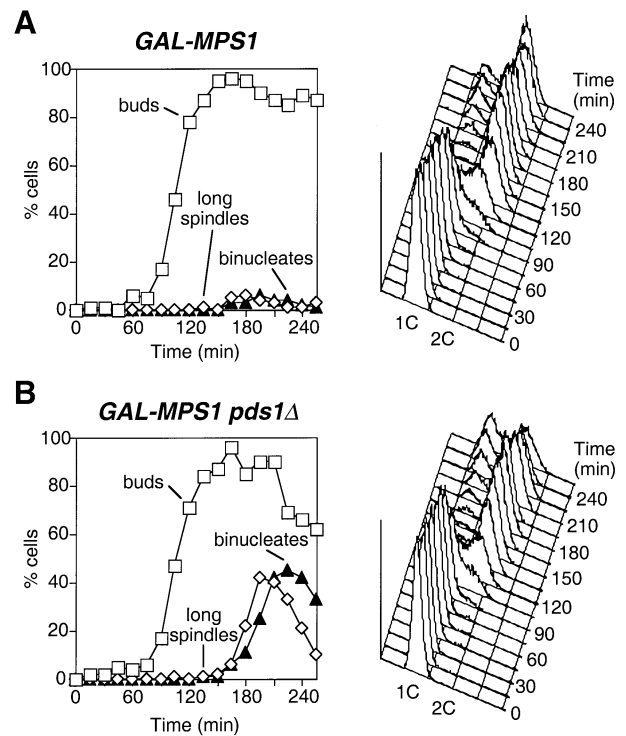 A
GAL-MPS1
% cells
100
80
60
40
20
0
buds
long
spindles
binucleates
0 60 120 180 240
Time (min)
Time
(min)
240
210
180
150
120
90
60
30
0
1C
2C
B
GAL-MPS1 pds1Δ
% cells
100
80
60
40
20
0
buds
binucleates
long
spindles
0 60 120 180 240
Time (min)
Time
(min)
240
210
180
150
120
90
60
30
0
1C
2C